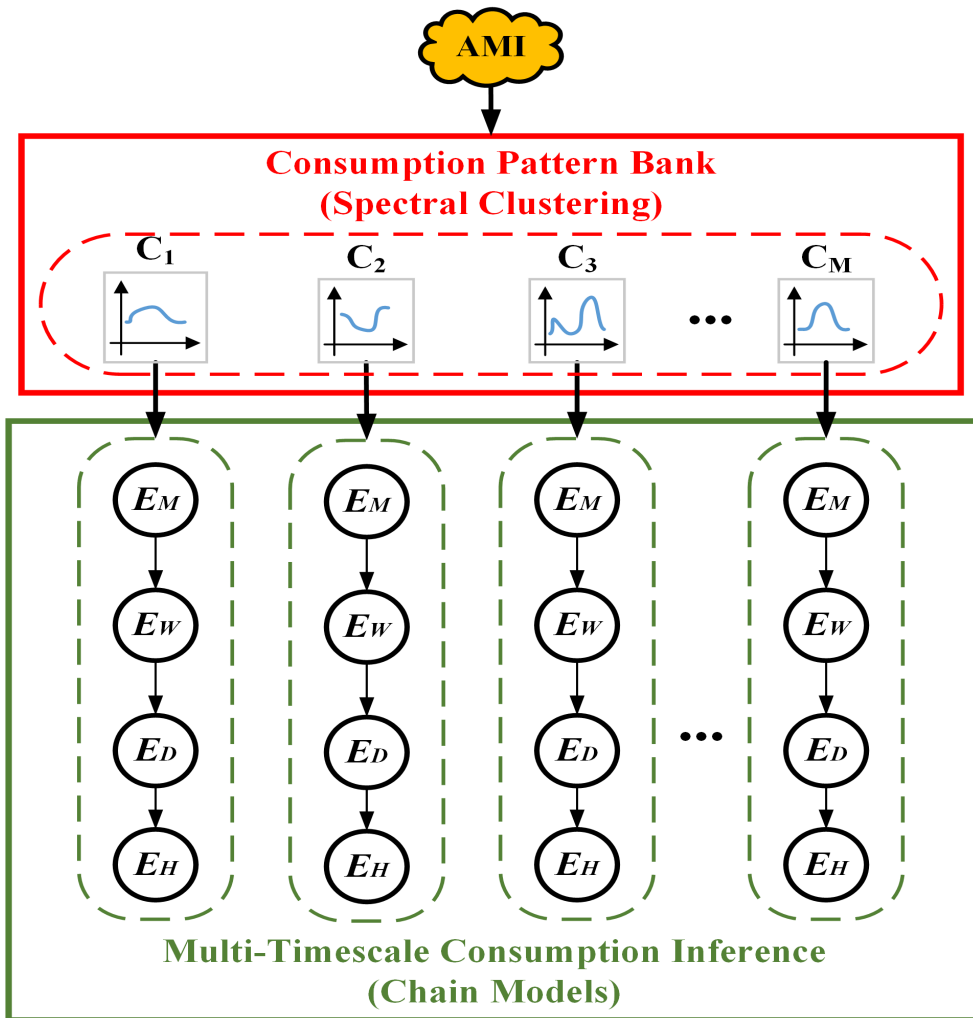 AMI
Consumption Pattern Bank
(Spectral Clustering)
C1 C2 C3 ... CM
EM EM EM EM
EW EW EW EW
ED ED ED ... ED
EH EH EH EH
Multi-Timescale Consumption Inference
(Chain Models)